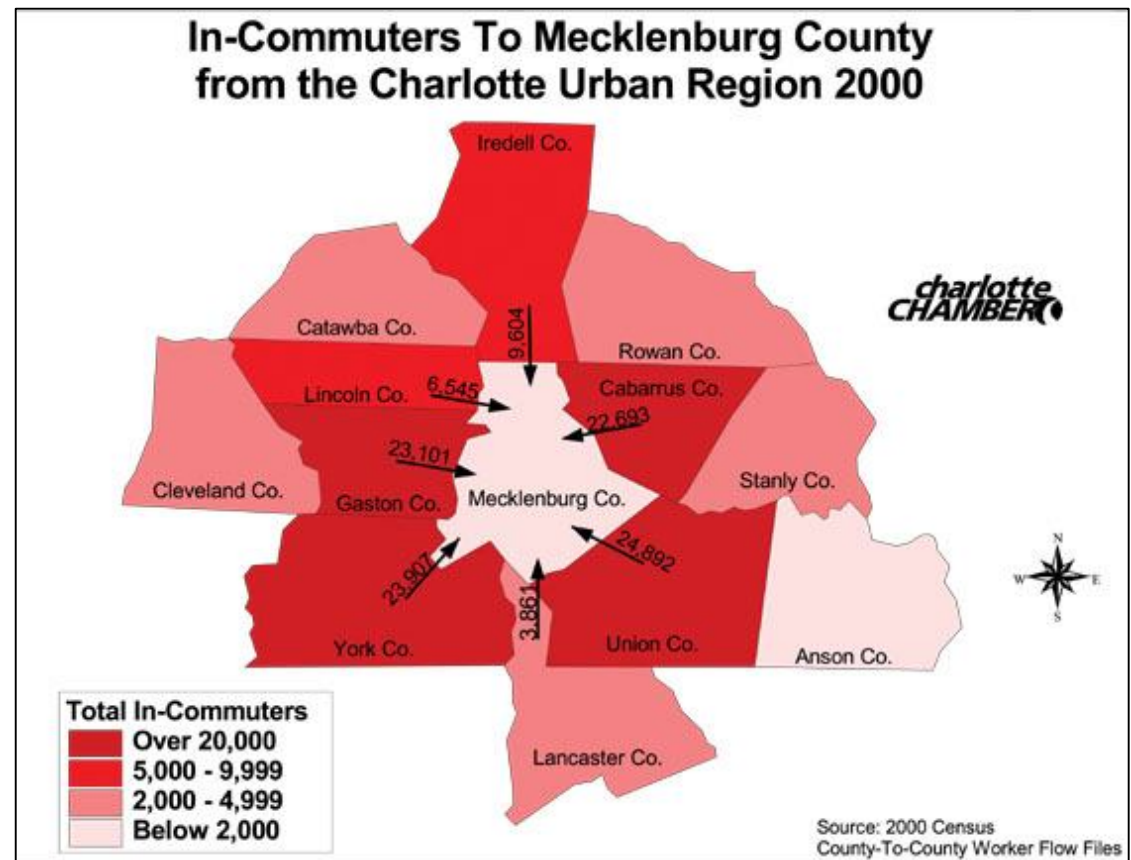 In-Commuters To Mecklenburg County
from the Charlotte Urban Region 2000
Iredell Co.
charlotte
CHAMBER
Catawba Co.
9,604
Rowan Co.
Lincoln Co.
6,545
Cabarrus Co.
22,693
23,101
Cleveland Co.
Gaston Co.
Mecklenburg Co.
Stanly Co.
23,907
3,861
24,892
N
W
E
S
York Co.
Union Co.
Anson Co.
Lancaster Co.
Total In-Commuters
Over 20,000
5,000 - 9,999
2,000 - 4,999
Below 2,000
Source: 2000 Census
County-To-County Worker Flow Files